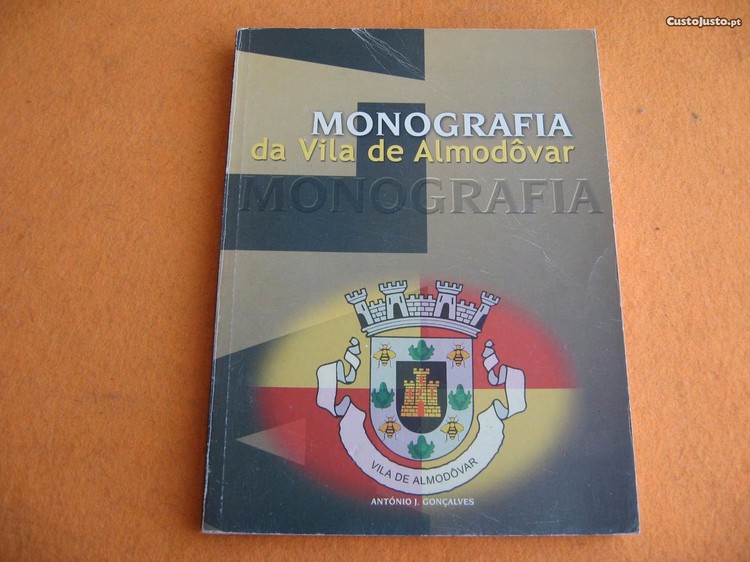 CustoJusto.pt
MONOGRAFIA
da Vila de Almodôvar
MONOGRAFIA
VILA DE ALMODÔVAR
ANTÓNIO J. GONÇALVES